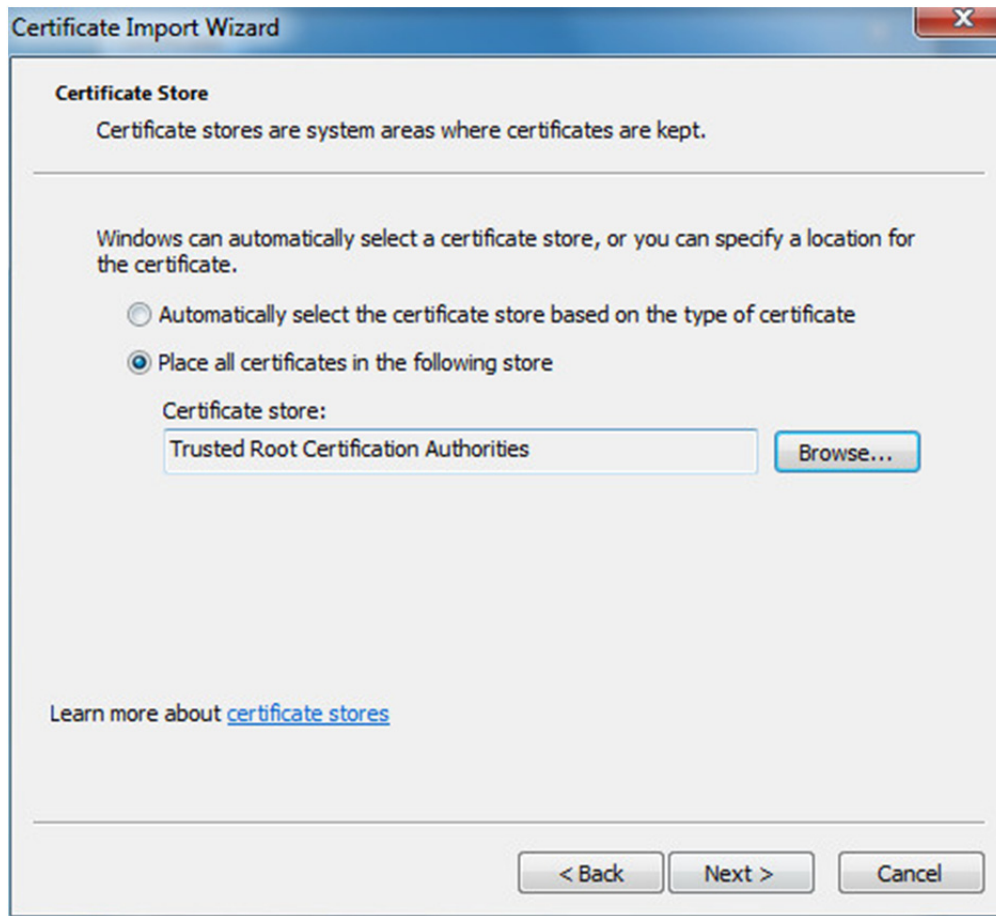 Certificate Import Wizard
Certificate Store
Certificate stores are system areas where certificates are kept.
Windows can automatically select a certificate store, or you can specify a location for
the certificate.
Automatically select the certificate store based on the type of certificate
Place all certificates in the following store
Certificate store:
Trusted Root Certification Authorities
Browse...
Learn more about certificate stores
< Back Next > Cancel